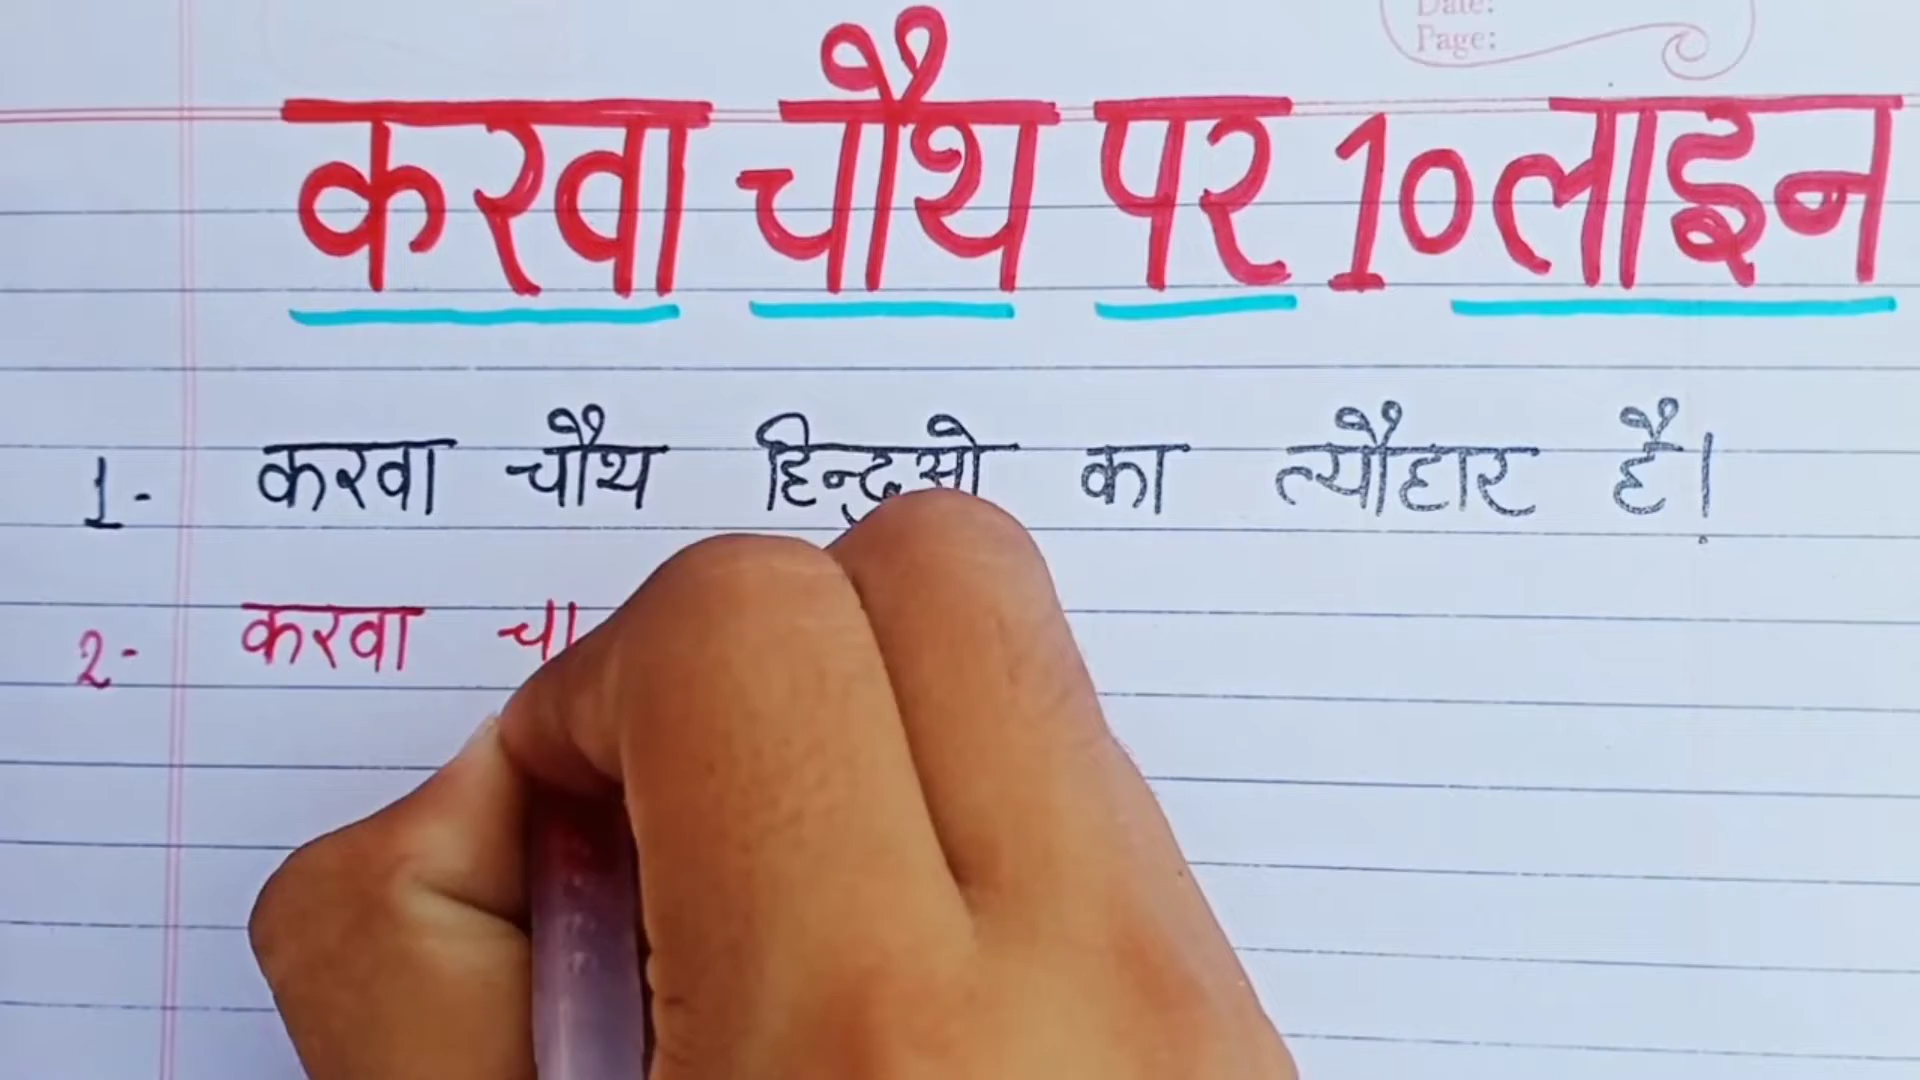 Date:
Page:
करवा चौथ पर 10 लाइन
1- करवा चौथ हिन्दुओ का त्यौहार है।
2- करवा चा